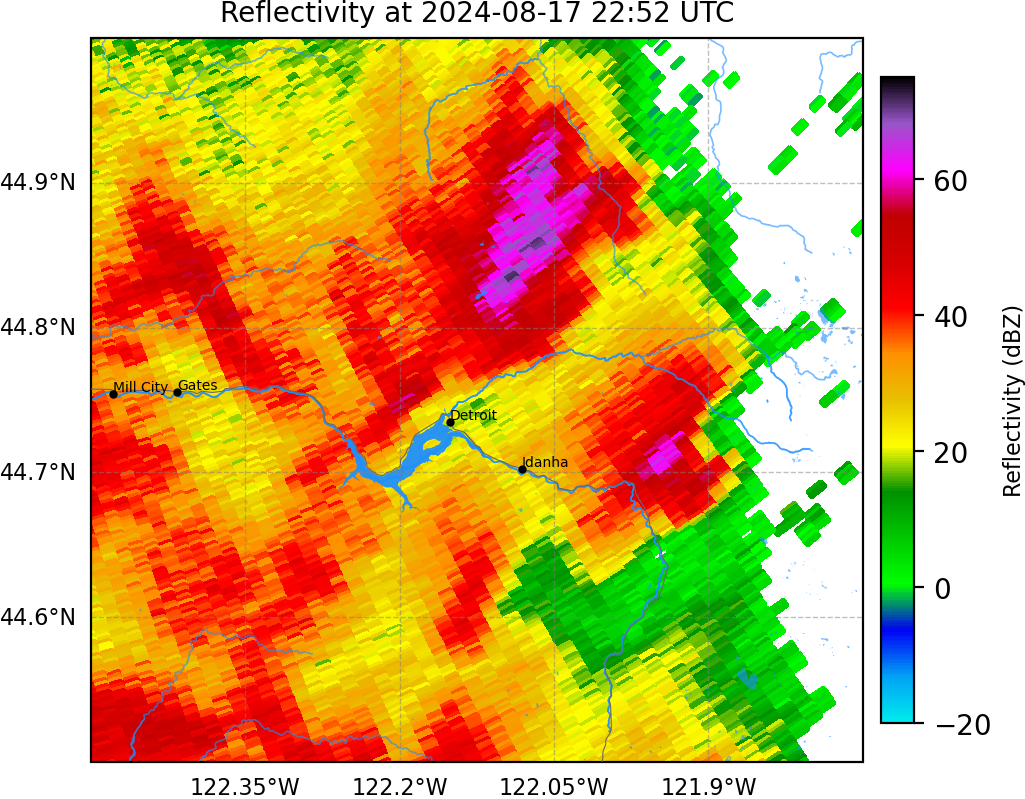 Reflectivity at 2024-08-17 22:52 UTC
44.9°N
44.8°N
44.7°N
44.6°N
Mill City
Gates
Detroit
Idanha
122.35°W
122.2°W
122.05°W
121.9°W
60
40
20
0
−20
Reflectivity (dBZ)